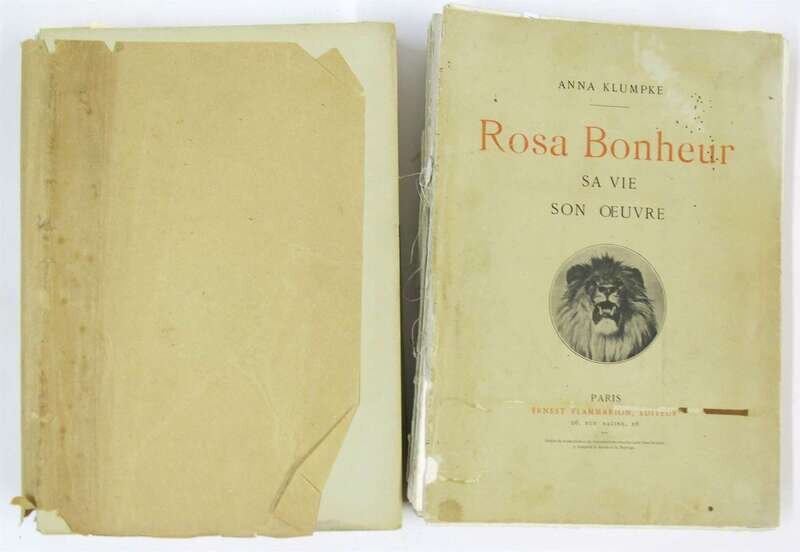 ANNA KLUMPKE
Rosa Bonheur
SA VIE
SON ŒUVRE
PARIS
ERNEST FLAMMARION, ÉDITEUR
26, RUE RACINE, 26